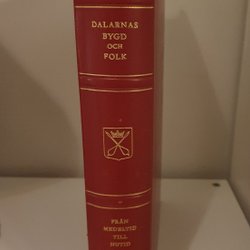 DALARNAS
BYGD
OCH
FOLK
FRÅN
MEDELTID
TILL
NUTID